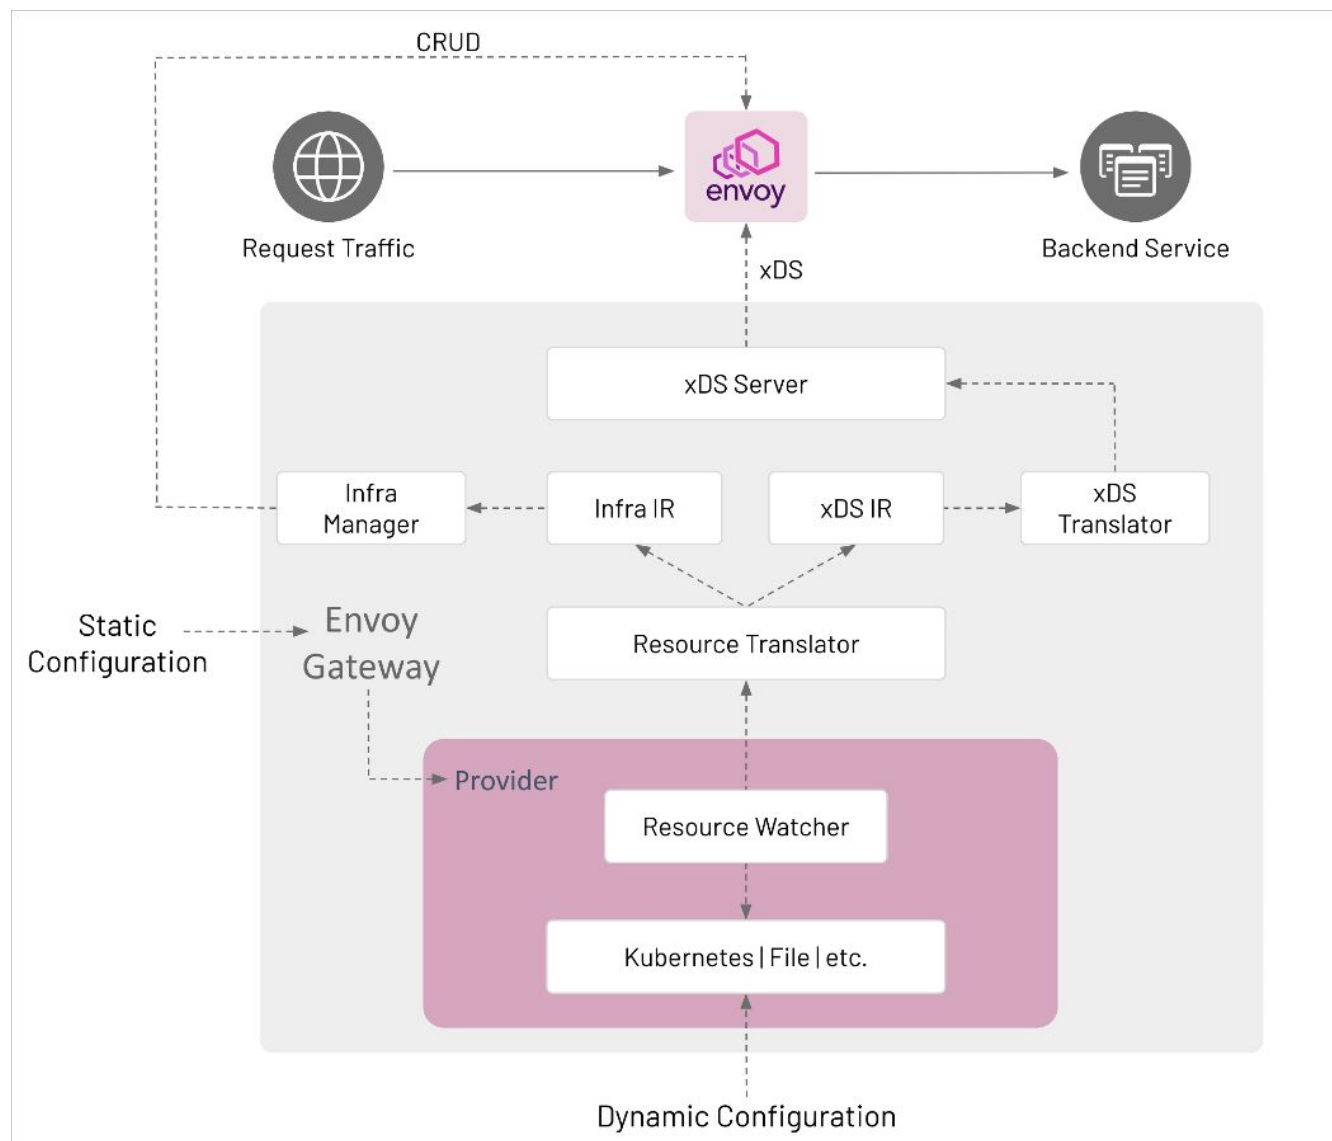 CRUD
envoy
Request Traffic
Backend Service
xDS
xDS Server
Infra
Manager
Infra IR
xDS IR
xDS
Translator
Static
Configuration
Envoy
Gateway
Resource Translator
Provider
Resource Watcher
Kubernetes | File | etc.
Dynamic Configuration